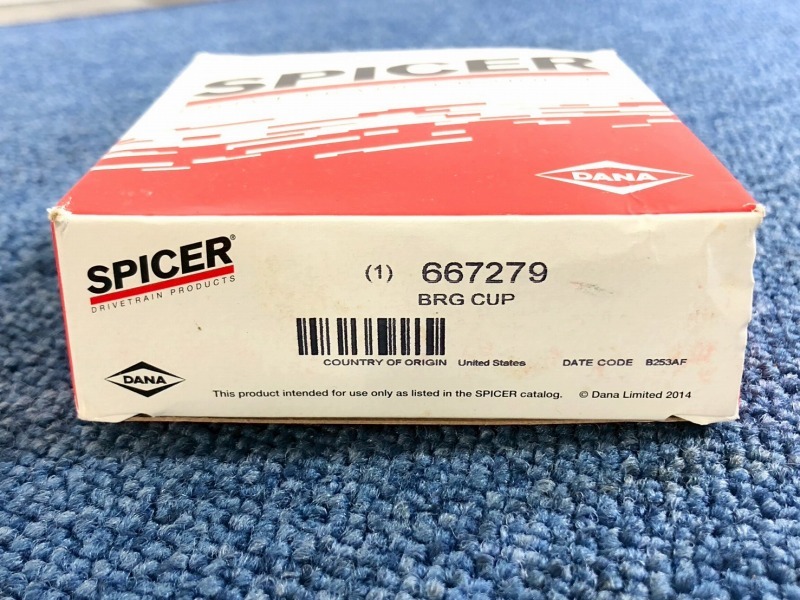 SPICER
DANA
SPICER®
DRIVETRAIN PRODUCTS
(1) 667279
BRG CUP
COUNTRY OF ORIGIN United States DATE CODE B253AF
DANA
This product intended for use only as listed in the SPICER catalog. © Dana Limited 2014